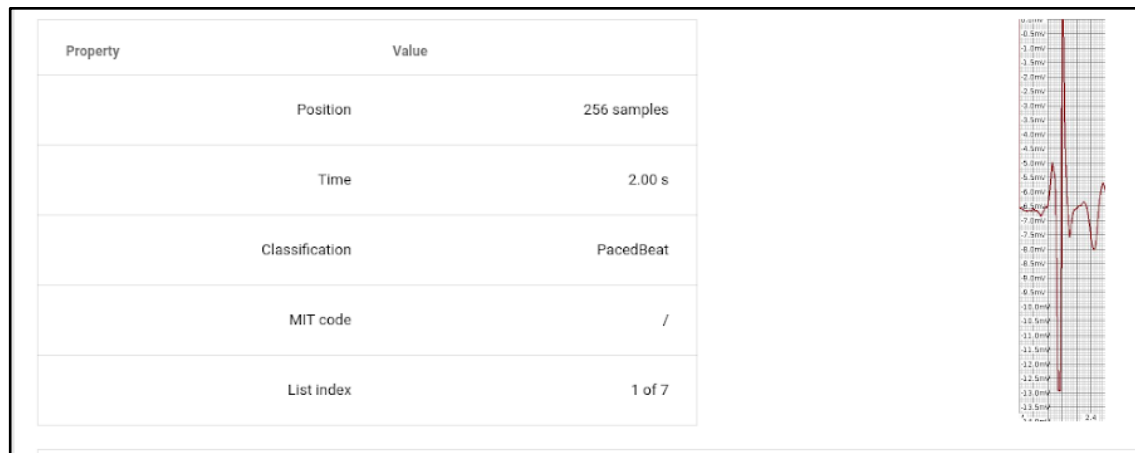 Property Value
Position 256 samples
Time 2.00 s
Classification PacedBeat
MIT code /
List index 1 of 7
-0.5mV
-1.0mV
-1.5mV
-2.0mV
-2.5mV
-3.0mV
-3.5mV
-4.0mV
-4.5mV
-5.0mV
-5.5mV
-6.0mV
-6.5mV
-7.0mV
-7.5mV
-8.0mV
-8.5mV
-9.0mV
-9.5mV
-10.0mV
-10.5mV
-11.0mV
-11.5mV
-12.0mV
-12.5mV
-13.0mV
-13.5mV
2.4